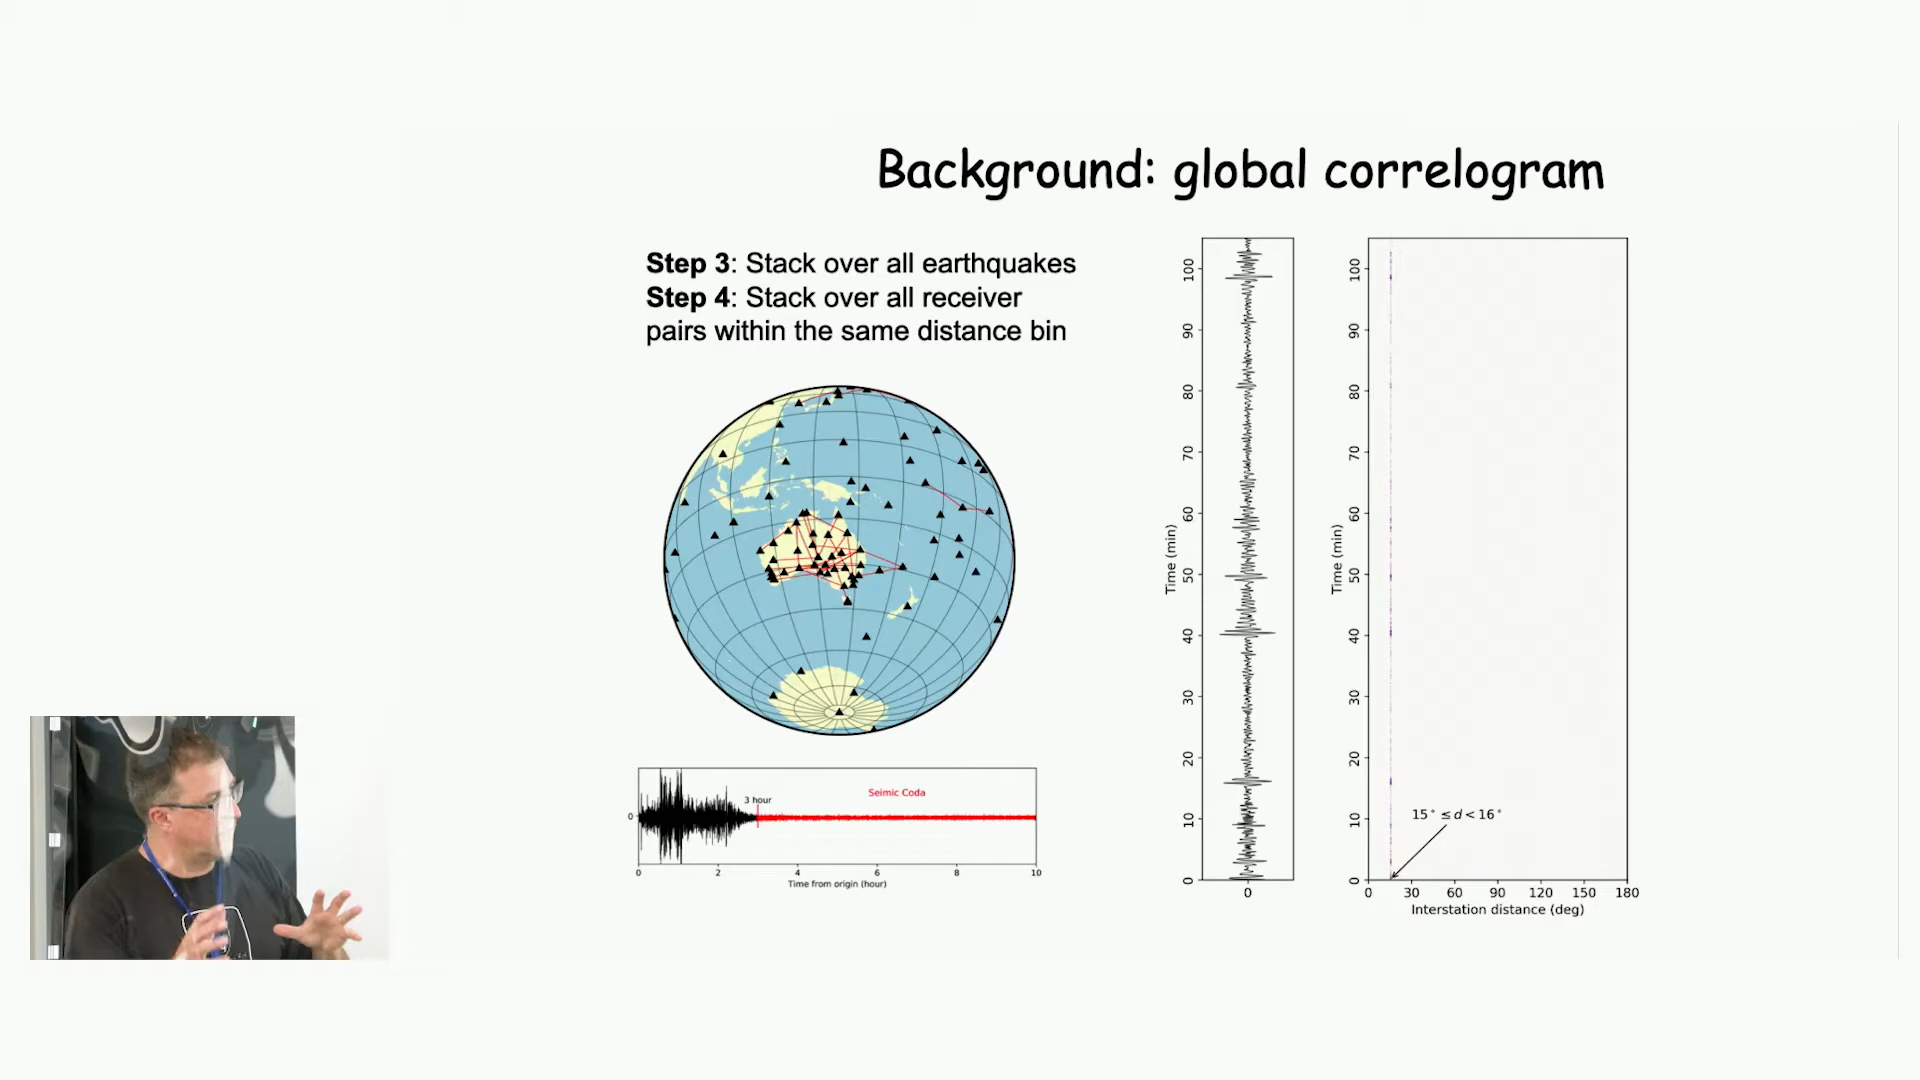 Background: global correlogram
Step 3: Stack over all earthquakes
Step 4: Stack over all receiver
pairs within the same distance bin
3 hour
Seimic Coda
0
0 2 4 6 8 10
Time from origin (hour)
100
90
80
70
60
50
40
30
20
10
0
Time (min)
0
100
90
80
70
60
50
40
30
20
10
0
Time (min)
15° ≤ d < 16°
0 30 60 90 120 150 180
Interstation distance (deg)